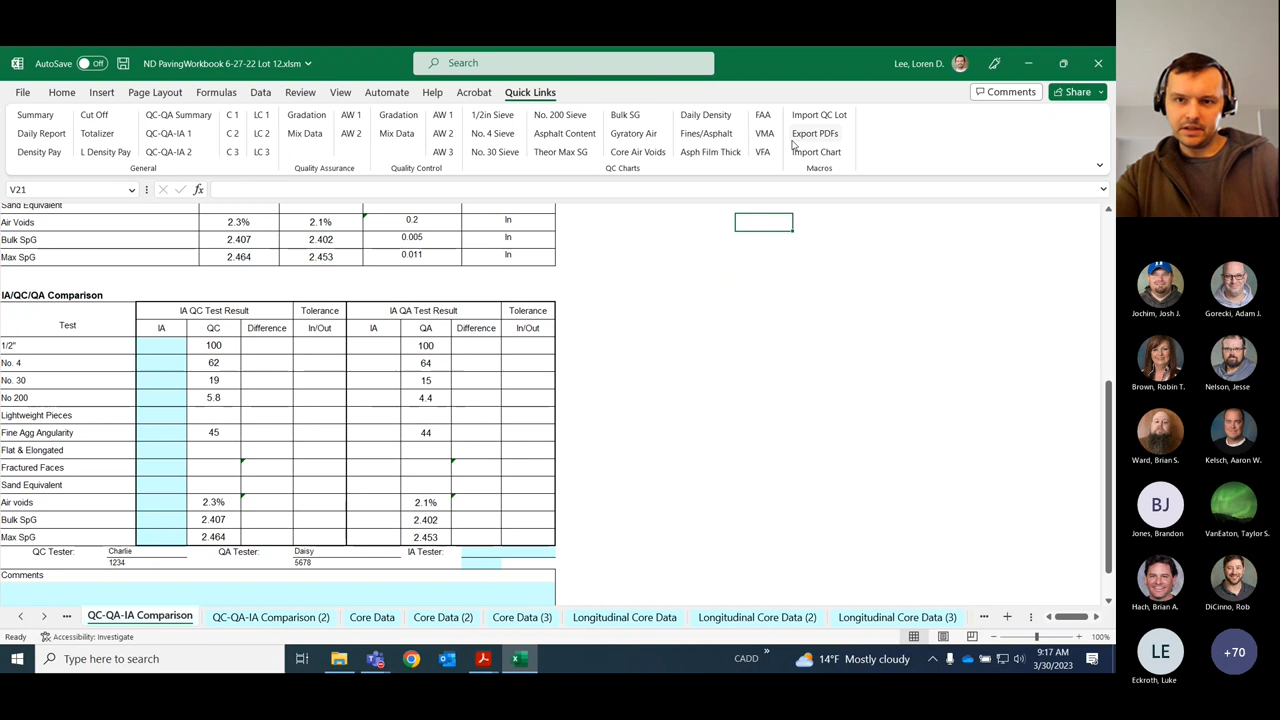 AutoSave Off ND PavingWorkbook 6-27-22 Lot 12.xlsm Search Lee, Loren D.
File Home Insert Page Layout Formulas Data Review View Automate Help Acrobat Quick Links Comments Share
Summary Cut Off QC-QA Summary C 1 LC 1 Gradation AW 1 Gradation AW 1 1/2in Sieve No. 200 Sieve Bulk SG Daily Density FAA Import QC Lot
Daily Report Totalizer QC-QA-IA 1 C 2 LC 2 Mix Data AW 2 Mix Data AW 2 No. 4 Sieve Asphalt Content Gyratory Air Fines/Asphalt VMA Export PDFs
Density Pay L Density Pay QC-QA-IA 2 C 3 LC 3 AW 3 No. 30 Sieve Theor Max SG Core Air Voids Asph Film Thick VFA Import Chart
General Quality Assurance Quality Control QC Charts Macros
V21 fx
Sand Equivalent
Air Voids 2.3% 2.1% 0.2 In
Bulk SpG 2.407 2.402 0.005 In
Max SpG 2.464 2.453 0.011 In
IA/QC/QA Comparison
Test IA QC Test Result Tolerance IA QA Test Result Tolerance
IA QC Difference In/Out IA QA Difference In/Out
1/2" 100 100
No. 4 62 64
No. 30 19 15
No 200 5.8 4.4
Lightweight Pieces
Fine Agg Angularity 45 44
Flat & Elongated
Fractured Faces
Sand Equivalent
Air voids 2.3% 2.1%
Bulk SpG 2.407 2.402
Max SpG 2.464 2.453
QC Tester: Charlie QA Tester: Daisy IA Tester:
1234 5678
Comments
QC-QA-IA Comparison QC-QA-IA Comparison (2) Core Data Core Data (2) Core Data (3) Longitudinal Core Data Longitudinal Core Data (2) Longitudinal Core Data (3)
Ready Accessibility: Investigate 100%
Type here to search CADD 14°F Mostly cloudy 9:17 AM
3/30/2023
Jochim, Josh J. Gorecki, Adam J.
Brown, Robin T. Nelson, Jesse
Ward, Brian S. Kelsch, Aaron W.
BJ
Jones, Brandon VanEaton, Taylor S.
Hach, Brian A. DiCinno, Rob
LE +70
Eckroth, Luke